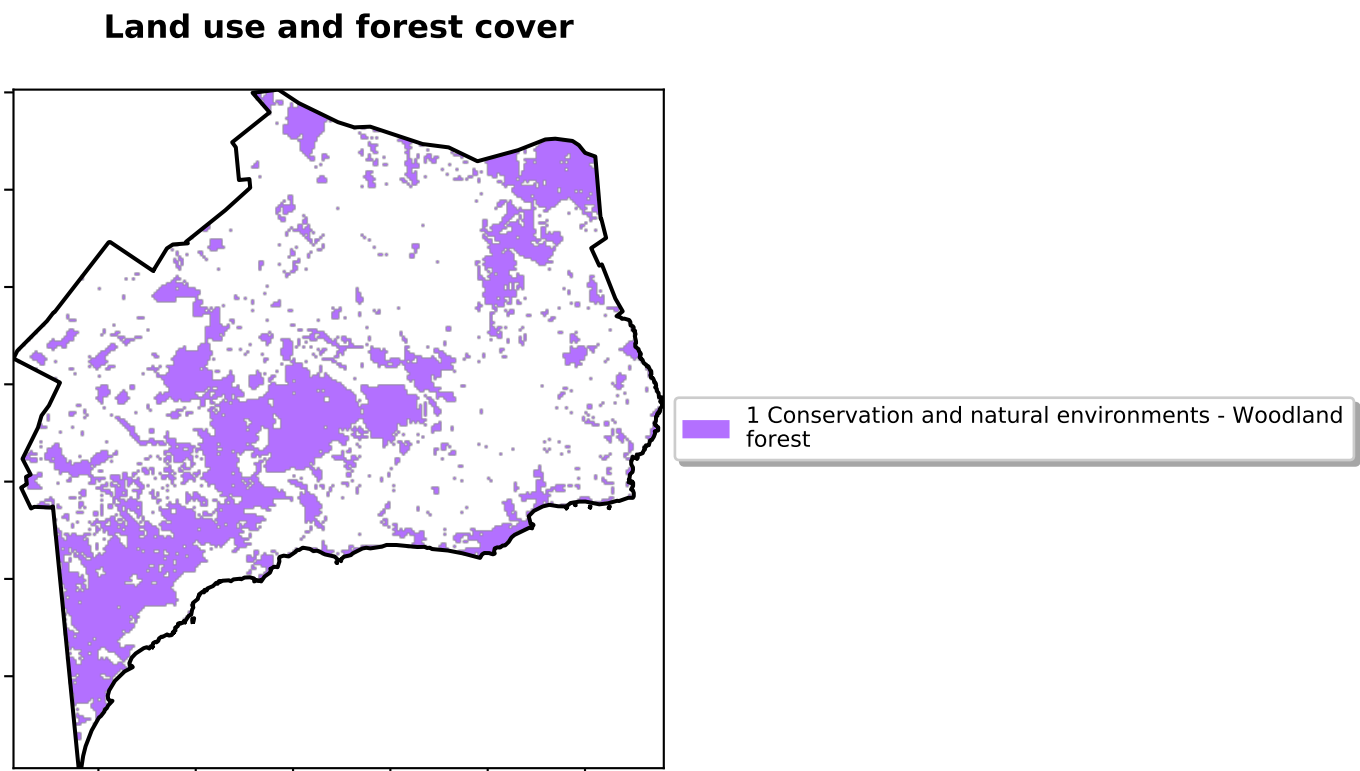 Land use and forest cover
1 Conservation and natural environments - Woodland
forest